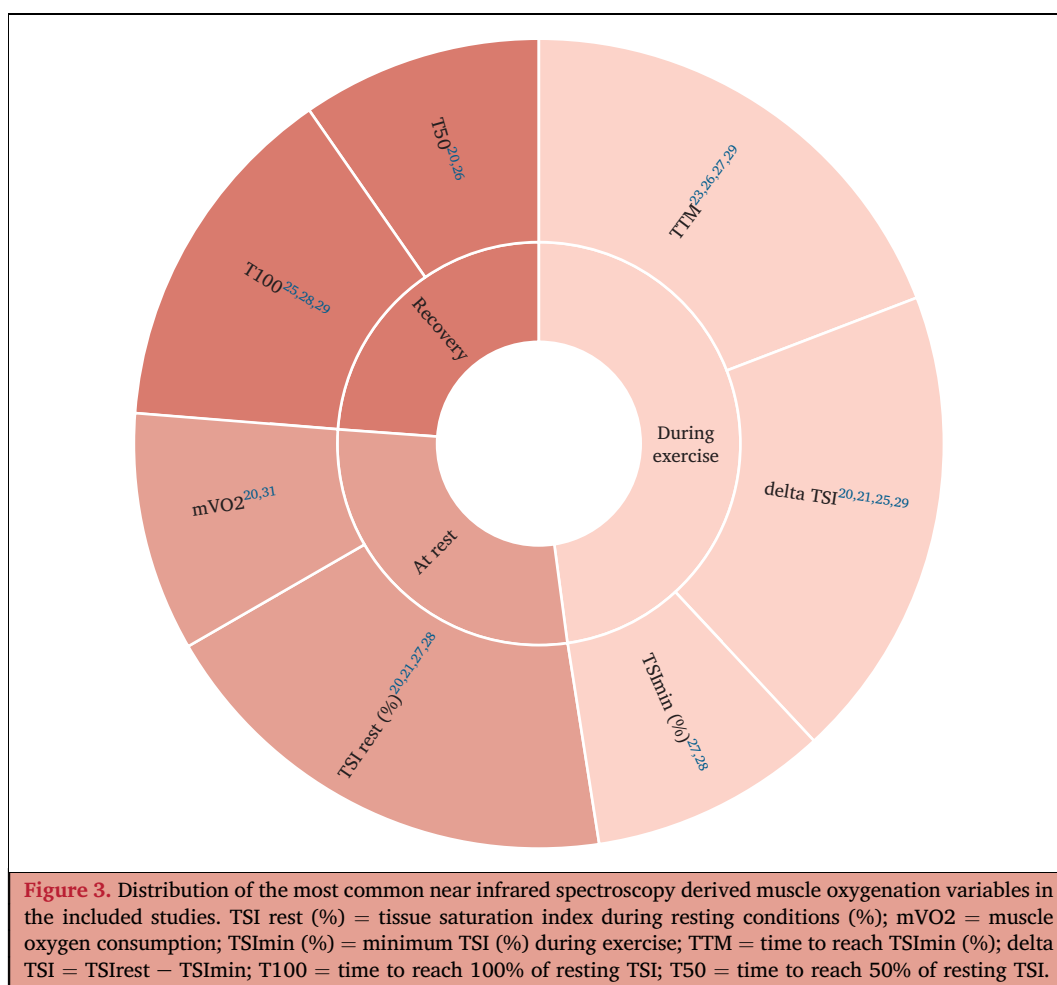 T5020,26
TTM23,26,27,29
T10025,28,29
Recovery
During
exercise
delta TSI20,21,25,29
mVO220,31
At rest
TSI rest (%)20,21,27,28
TSImin (%)27,28
Figure 3. Distribution of the most common near infrared spectroscopy derived muscle oxygenation variables in
the included studies. TSI rest (%) = tissue saturation index during resting conditions (%); mVO2 = muscle
oxygen consumption; TSImin (%) = minimum TSI (%) during exercise; TTM = time to reach TSImin (%); delta
TSI = TSIrest − TSImin; T100 = time to reach 100% of resting TSI; T50 = time to reach 50% of resting TSI.